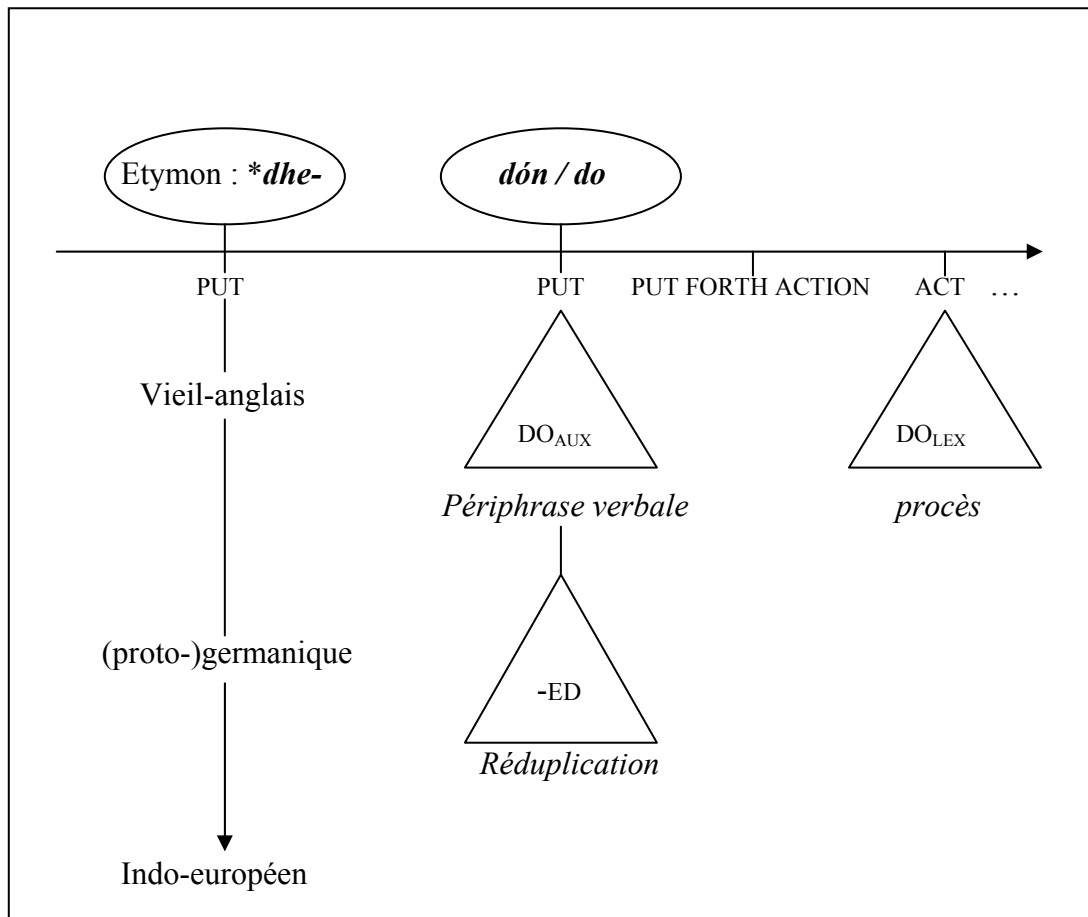 Etymon : *dhe-
dón / do
PUT
PUT
PUT FORTH ACTION
ACT …
Vieil-anglais
DOAUX
DOLEX
Périphrase verbale
procès
(proto-)germanique
-ED
Réduplication
Indo-européen